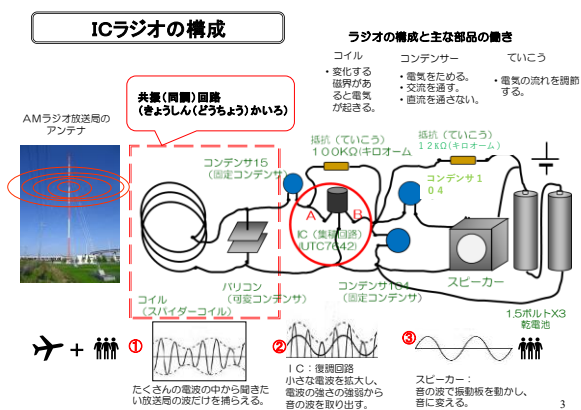 ICラジオの構成
ラジオの構成と主な部品の働き
コイル
・変化する
磁界があ
ると電気
が起きる。
コンデンサー
・電気をためる。
・交流を通す。
・直流を通さない。
ていこう
・電気の流れを調節
する。
共振（同調）回路
（きょうしん（どうちょう）かいろ）
AMラジオ放送局の
アンテナ
コンデンサ15
（固定コンデンサ）
抵抗（ていこう）
１００KΩ(キロオーム
抵抗（ていこう）
１２KΩ(キロオーム）
コンデンサ１
０４
A
B
IC（集積回路）
(UTC7642)
バリコン
（可変コンデンサ）
コイル
（スパイダーコイル）
コンデンサ104
（固定コンデンサ）
スピーカー
1.5ボルトX3
乾電池
+
①
②
③
たくさんの電波の中から聞きた
い放送局の波だけを捕らえる。
ＩＣ：復調回路
小さな電波を拡大し、
電波の強さの強弱から
音の波を取り出す。
スピーカー：
音の波で振動板を動かし、
音に変える。
3